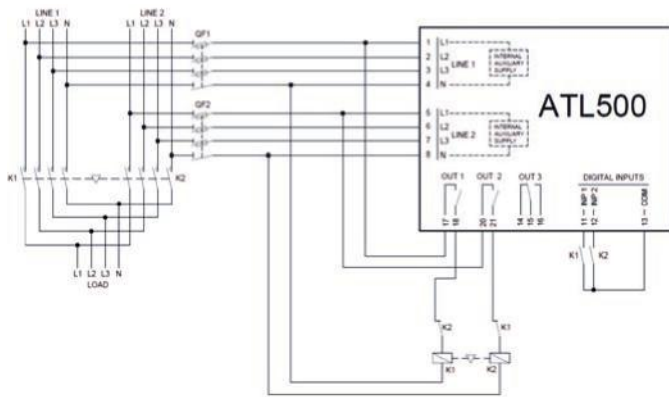 LINE 1 LINE 2
L1 L2 L3 N L1 L2 L3 N
QF1
1 L1
2 L2
3 L3
4 N
LINE 1
INTERNAL
AUXILIARY
SUPPLY
ATL500
QF2
5 L1
6 L2
7 L3
8 N
LINE 2
INTERNAL
AUXILIARY
SUPPLY
K1 K2
OUT 1 OUT 2 OUT 3
DIGITAL INPUTS
INP.1 INP.2 COM
17 18 20 21 14 15 16 11 12 13
K1 K2
L1 L2 L3 N
LOAD
K2 K1
K1 K2